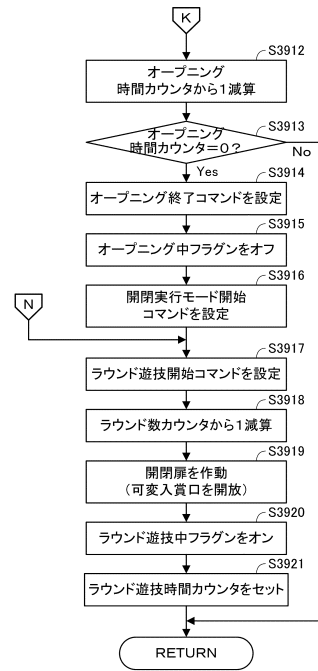 K
S3912
オープニング
時間カウンタから1減算
S3913
オープニング
時間カウンタ=0?
No
Yes
S3914
オープニング終了コマンドを設定
S3915
オープニング中フラグンをオフ
S3916
開閉実行モード開始
コマンドを設定
N
S3917
ラウンド遊技開始コマンドを設定
S3918
ラウンド数カウンタから1減算
S3919
開閉扉を作動
(可変入賞口を開放)
S3920
ラウンド遊技中フラグンをオン
S3921
ラウンド遊技時間カウンタをセット
RETURN